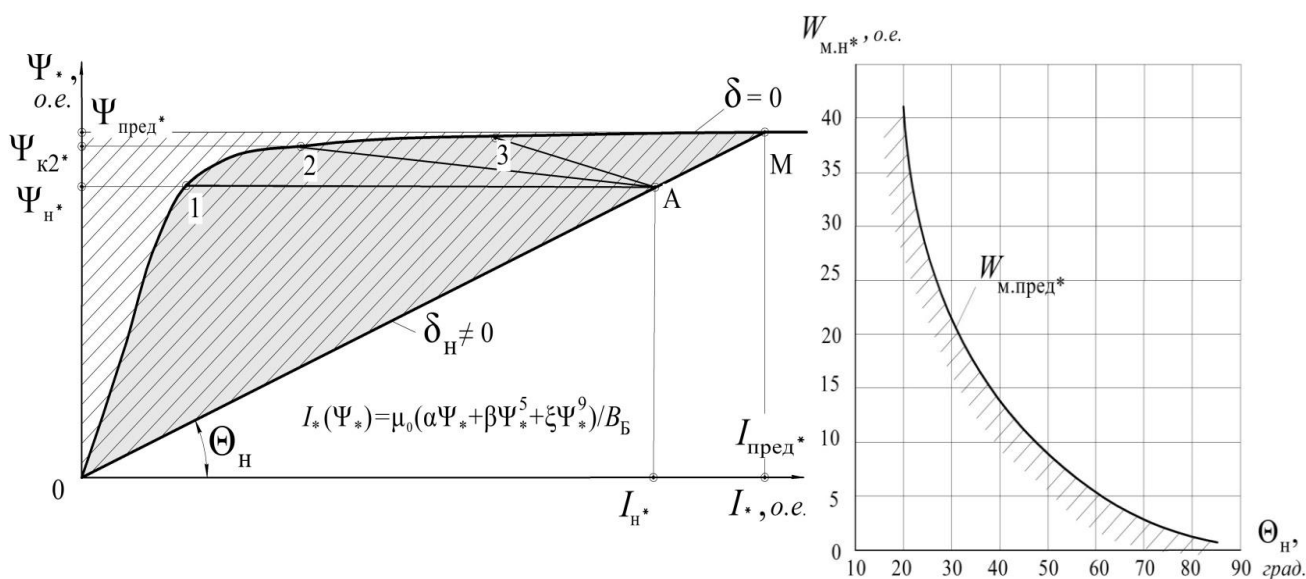 Ψ*,
о.е.
Ψпред*
Ψк2*
Ψн*
δ = 0
1
2
3
А
М
δн ≠ 0
I*(Ψ*)=μ0(αΨ*+βΨ*^5+ξΨ*^9)/BБ
Θн
Iпред*
0
Iн*
I*, о.е.
Wм.н*, о.е.
40
35
30
25
20
15
10
5
0
Wм.пред*
10 20 30 40 50 60 70 80 90
Θн,
град.